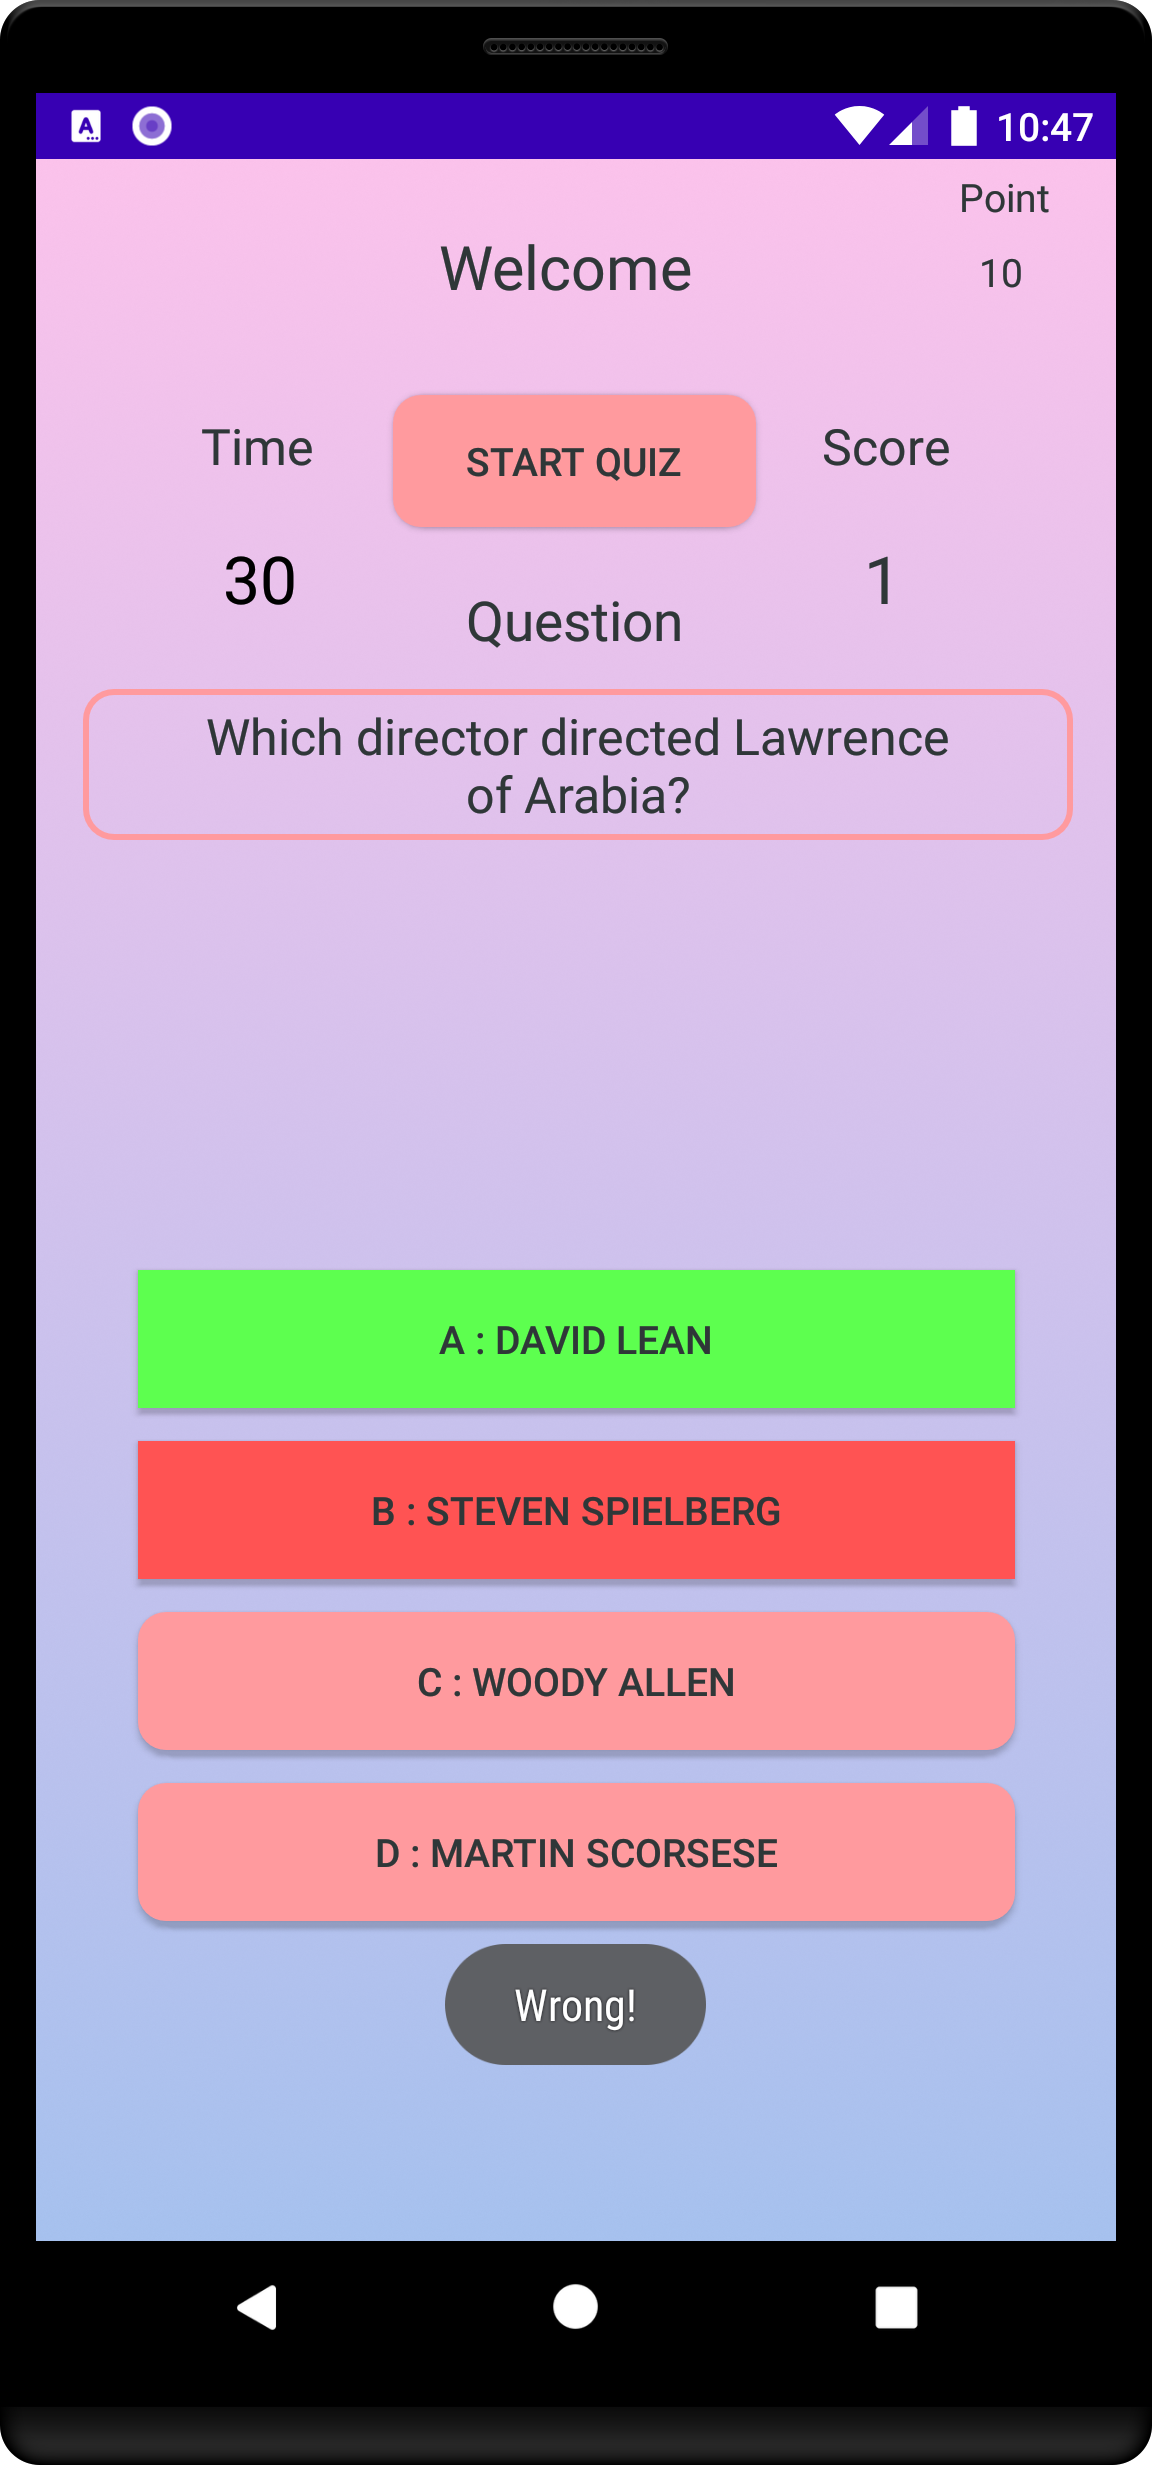 10:47
Point
Welcome
10
Time
START QUIZ
Score
30
1
Question
Which director directed Lawrence
of Arabia?
A : DAVID LEAN
B : STEVEN SPIELBERG
C : WOODY ALLEN
D : MARTIN SCORSESE
Wrong!